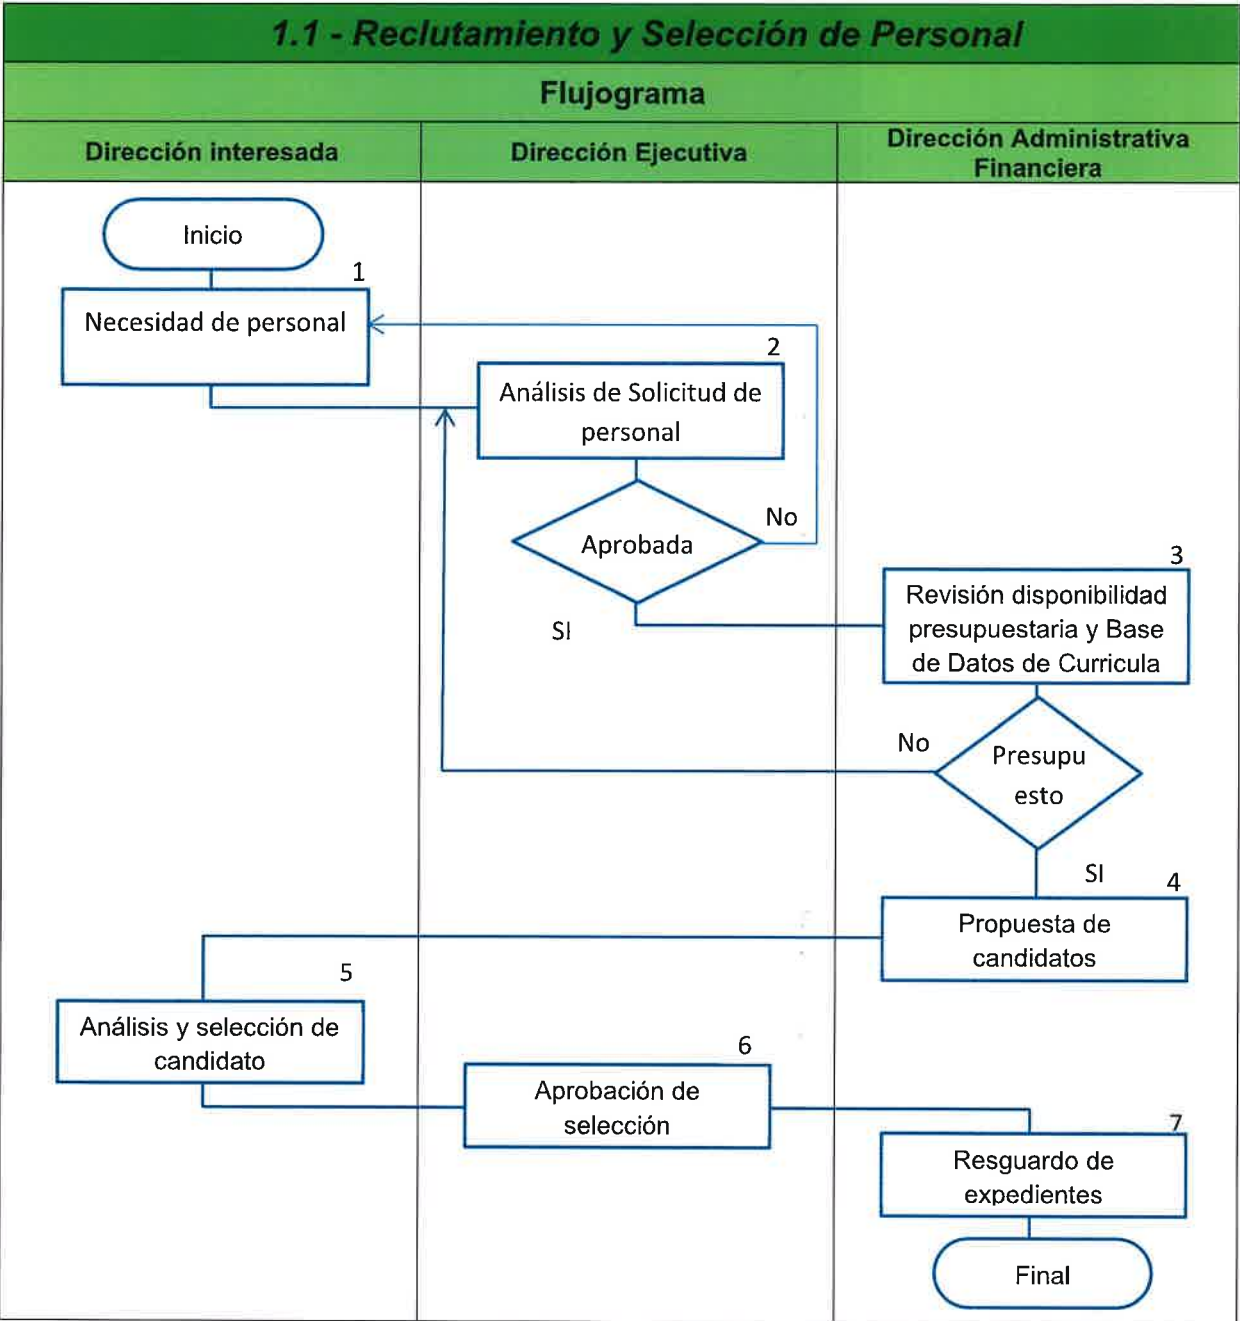 1.1 - Reclutamiento y Selección de Personal
Flujograma
Dirección interesada
Dirección Ejecutiva
Dirección Administrativa
Financiera
Inicio
1
Necesidad de personal
2
Análisis de Solicitud de
personal
No
Aprobada
SI
3
Revisión disponibilidad
presupuestaria y Base
de Datos de Curricula
No
Presupu
esto
SI
4
Propuesta de
candidatos
5
Análisis y selección de
candidato
6
Aprobación de
selección
7
Resguardo de
expedientes
Final